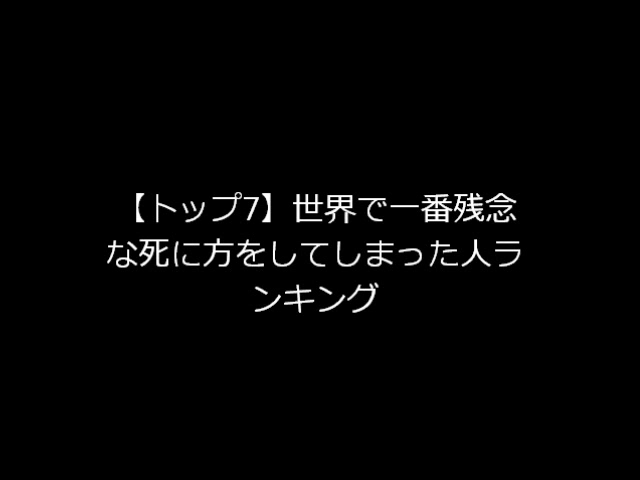 【トップ7】世界で一番残念
な死に方をしてしまった人ラ
ンキング